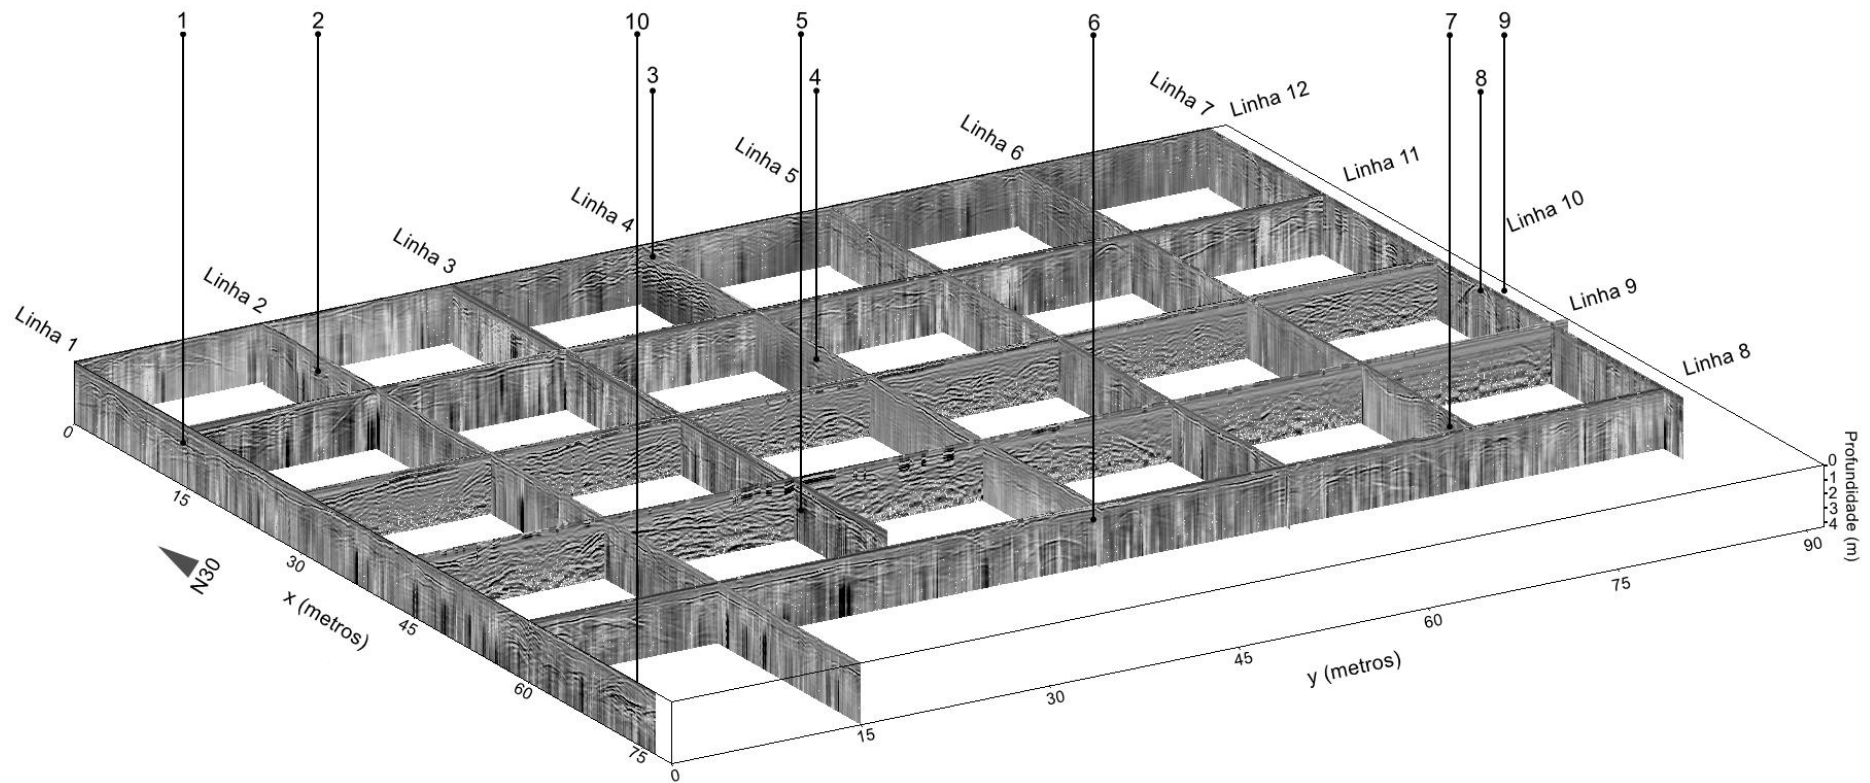 1
2
10
5
6
7
9
3
4
8
Linha 7
Linha 12
Linha 6
Linha 5
Linha 11
Linha 4
Linha 10
Linha 3
Linha 2
Linha 9
Linha 1
Linha 8
0
15
30
45
60
75
N30
x (metros)
0
15
30
45
60
75
90
y (metros)
0
1
2
3
4
Profundidade (m)